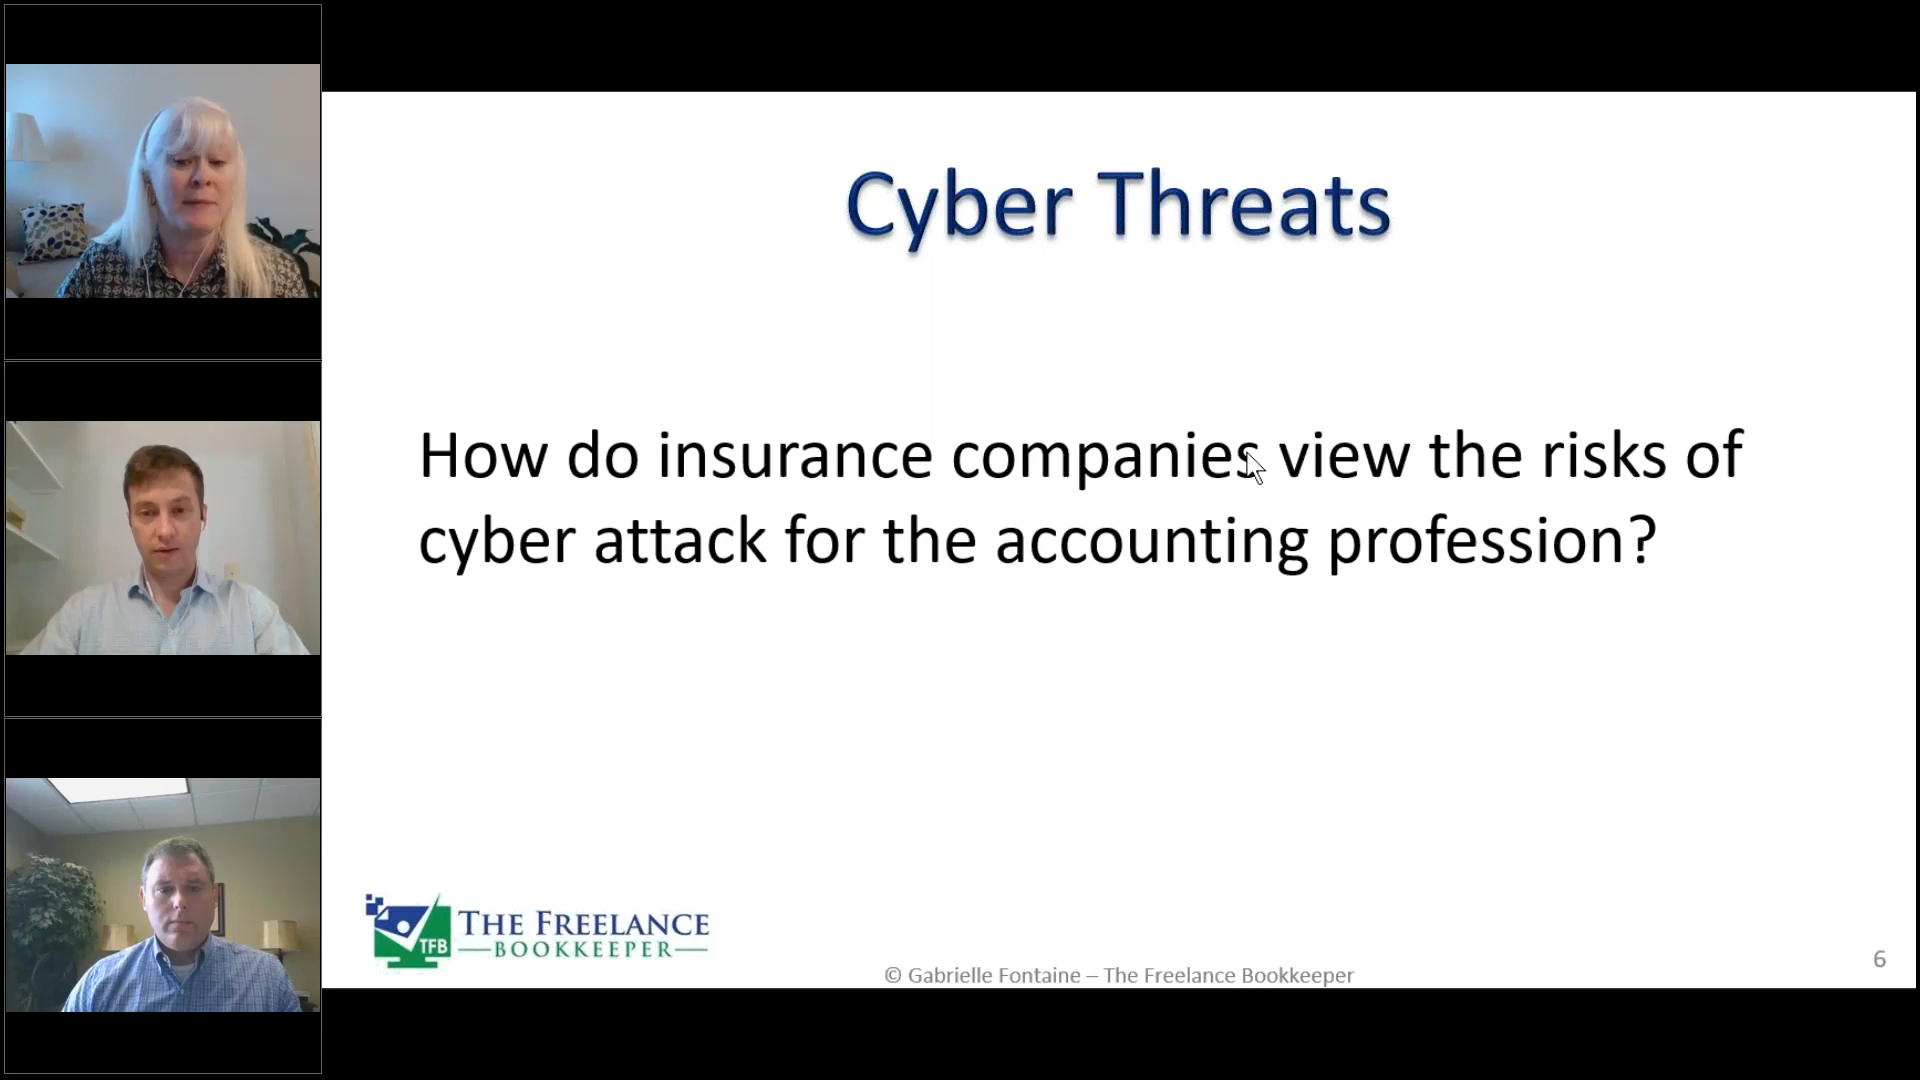 Cyber Threats
How do insurance companies view the risks of
cyber attack for the accounting profession?
TFB
THE FREELANCE
BOOKKEEPER
© Gabrielle Fontaine – The Freelance Bookkeeper
6